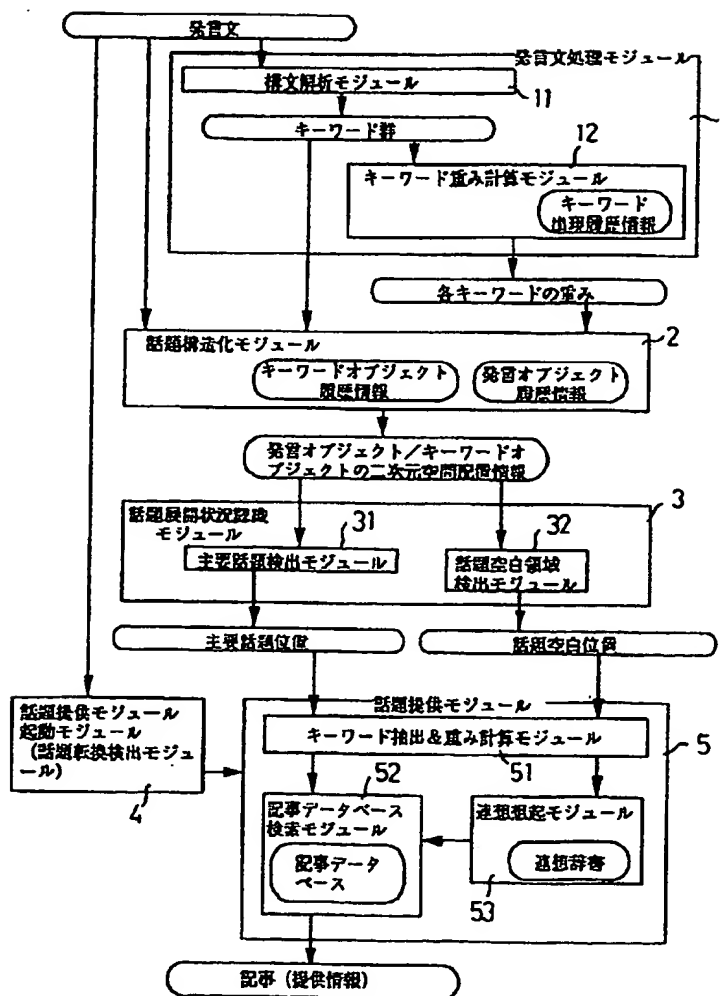 発言文
発言文処理モジュール
構文解析モジュール
11
キーワード群
12
キーワード重み計算モジュール
キーワード
出現履歴情報
各キーワードの重み
2
話題構造化モジュール
キーワードオブジェクト
履歴情報
発言オブジェクト
履歴情報
発言オブジェクト/キーワードオ
ブジェクトの二次元空間配置情報
3
話題展開状況認識
モジュール
31
主要話題検出モジュール
32
話題空白領域
検出モジュール
主要話題位置
話題空白位置
話題提供モジュール
起動モジュール
(話題転換検出モジュ
ール)
4
話題提供モジュール
5
キーワード抽出&重み計算モジュール
51
52
記事データベース
検索モジュール
記事データ
ベース
連想想起モジュール
連想辞書
53
記事(提供情報)